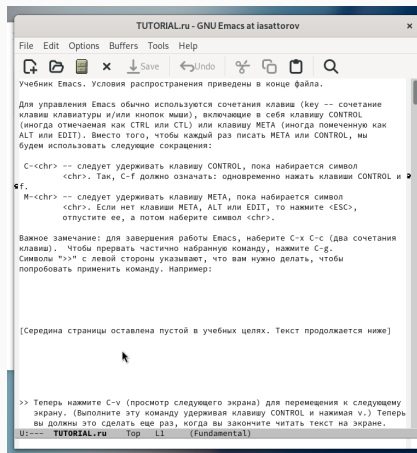 TUTORIAL.ru - GNU Emacs at iasattorov
File Edit Options Buffers Tools Help
Save Undo
Учебник Emacs. Условия распространения приведены в конце файла.
Для управления Emacs обычно используются сочетания клавиш (key -- сочетание
клавиш клавиатуры и/или кнопок мыши), включающие в себя клавишу CONTROL
(иногда отмечаемая как CTRL или CTL) или клавишу META (иногда помеченную как
ALT или EDIT). Вместо того, чтобы каждый раз писать META или CONTROL, мы
будем использовать следующие сокращения:
C-<chr> -- следует удерживать клавишу CONTROL, пока набирается символ
<chr>. Так, C-f должно означать: одновременно нажать клавиши CONTROL и
f.
M-<chr> -- следует удерживать клавишу META, пока набирается символ
<chr>. Если нет клавиши META, ALT или EDIT, то нажмите <ESC>,
отпустите ее, а потом наберите символ <chr>.
Важное замечание: для завершения работы Emacs, наберите C-x C-c (два сочетания
клавиш). Чтобы прервать частично набранную команду, нажмите C-g.
Символы ">>" с левой стороны указывают, что вам нужно делать, чтобы
попробовать применить команду. Например:
[Середина страницы оставлена пустой в учебных целях. Текст продолжается ниже]
>> Теперь нажмите C-v (просмотр следующего экрана) для перемещения к следующему
экрану. (Выполните эту команду удерживая клавишу CONTROL и нажимая v.) Теперь
вы должны это сделать еще раз, когда вы закончите читать текст на экране.
U:--- TUTORIAL.ru Top L1 (Fundamental)